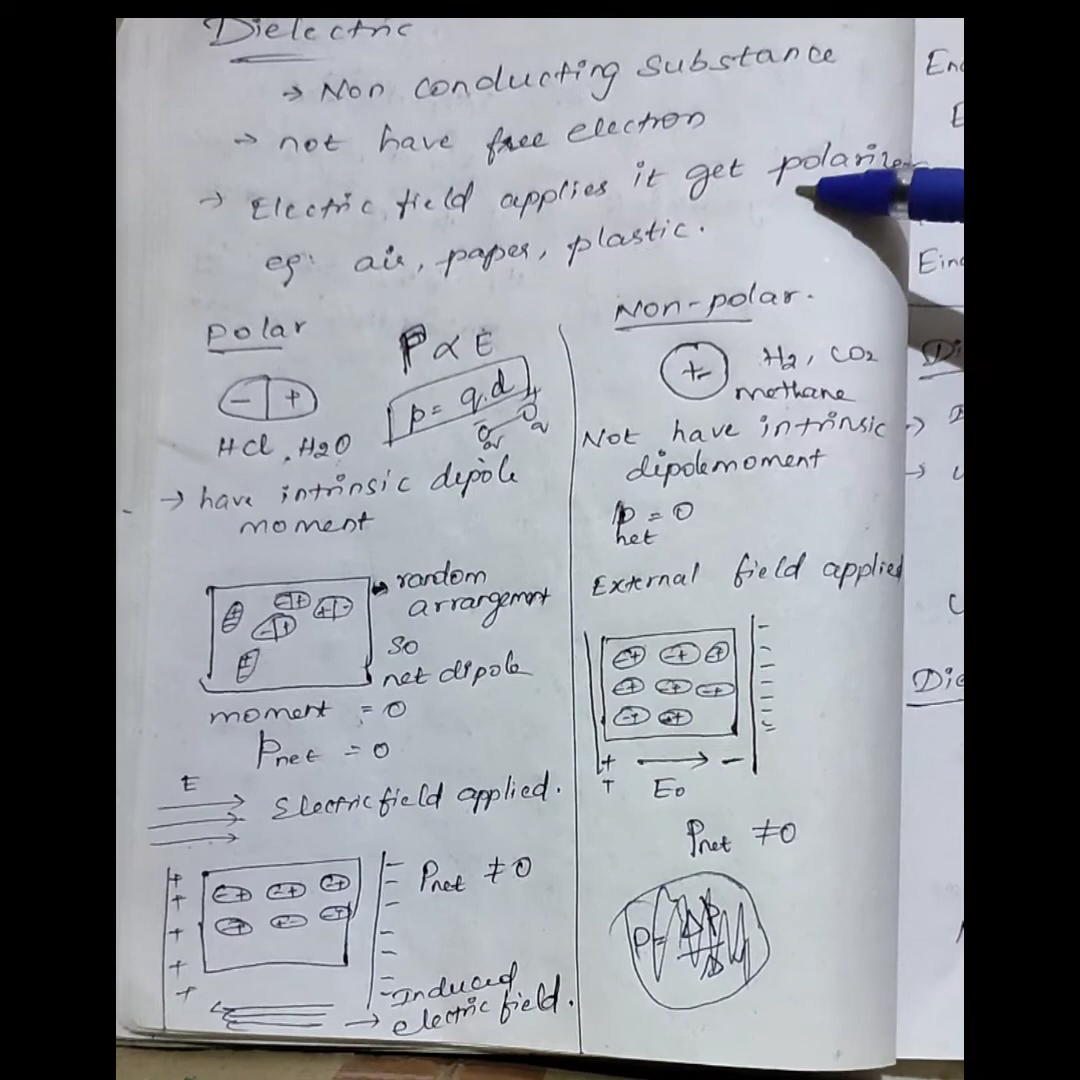 Dielectric
→ Non conducting substance
→ not have free electron
→ Electric field applies it get polarize
eg: air, paper, plastic.
Polar
P ∝ E
p = q.d
- +
HCl, H2O
→ have intrinsic depole
moment
random
arrangement
so
net dipole
moment = 0
Pnet = 0
E
Electric field applied.
Pnet ≠ 0
Induced
electric field.
Non-polar.
+-
H2, CO2
methane
Not have intrinsic
dipolemoment
p = 0
net
External field applied
+ → -
+ E0
Pnet ≠ 0
P=